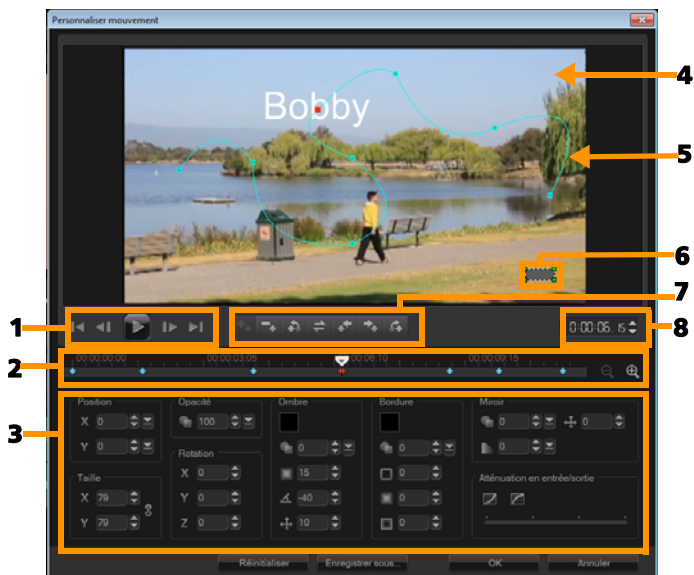 Personnaliser mouvement
Bobby
4
5
6
7
1
0:00:06. 15
8
2
00:00:00:00 00:00:03:05 00:00:06:10 00:00:09:15
3
Position
X 0
Y 0
Taille
X 79
Y 79
Opacité
100
Rotation
X 0
Y 0
Z 0
Ombre
0
15
-40
10
Bordure
0
0
0
0
Miroir
0 0
0
Atténuation en entrée/sortie
Réinitialiser Enregistrer sous... OK Annuler